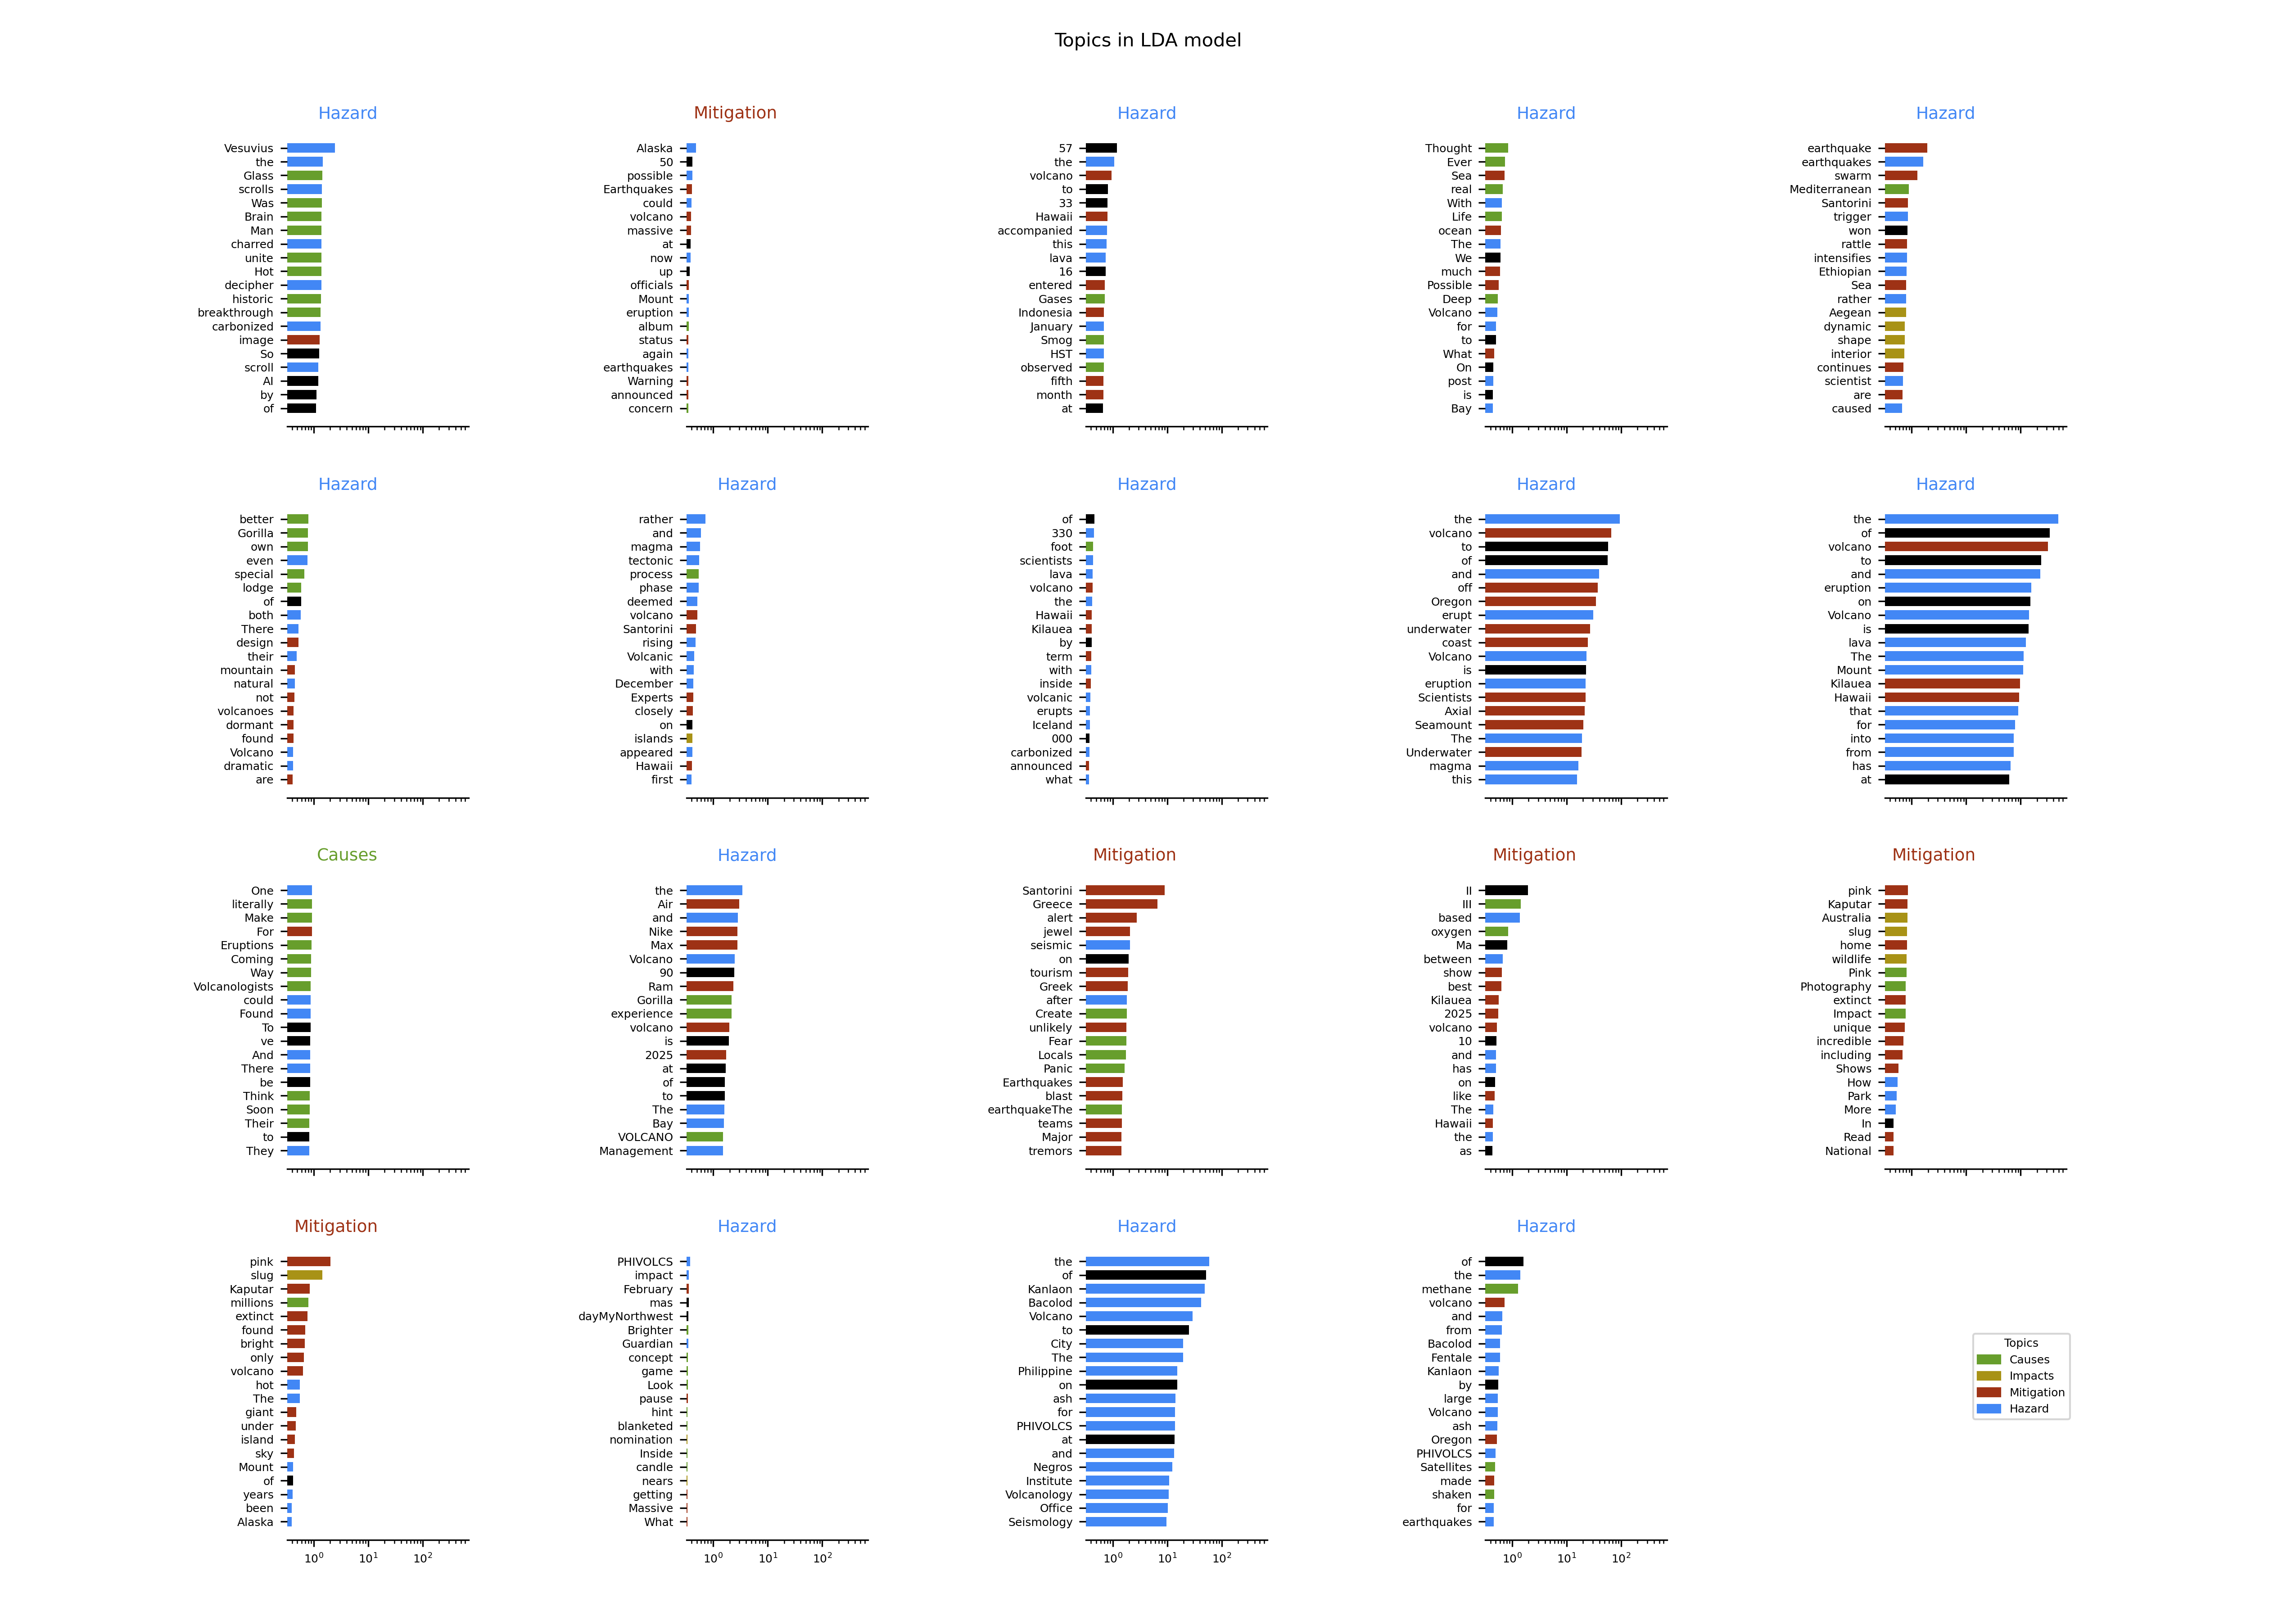 Topics in LDA model
Hazard
Vesuvius
the
Glass
scrolls
Was
Brain
Man
charred
unite
Hot
decipher
historic
breakthrough
carbonized
image
So
scroll
AI
by
of
Mitigation
Alaska
50
possible
Earthquakes
could
volcano
massive
at
now
up
officials
Mount
eruption
album
status
again
earthquakes
Warning
announced
concern
Hazard
57
the
volcano
to
33
Hawaii
accompanied
this
lava
16
entered
Gases
Indonesia
January
Smog
HST
observed
fifth
month
at
Hazard
Thought
Ever
Sea
real
With
Life
ocean
The
We
much
Possible
Deep
Volcano
for
to
What
On
post
is
Bay
Hazard
earthquake
earthquakes
swarm
Mediterranean
Santorini
trigger
won
rattle
intensifies
Ethiopian
Sea
rather
Aegean
dynamic
shape
interior
continues
scientist
are
caused
Hazard
better
Gorilla
own
even
special
lodge
of
both
There
design
their
mountain
natural
not
volcanoes
dormant
found
Volcano
dramatic
are
Hazard
rather
and
magma
tectonic
process
phase
deemed
volcano
Santorini
rising
Volcanic
with
December
Experts
closely
on
islands
appeared
Hawaii
first
Hazard
of
330
foot
scientists
lava
volcano
the
Hawaii
Kilauea
by
term
with
inside
volcanic
erupts
Iceland
000
carbonized
announced
what
Hazard
the
volcano
to
of
and
off
Oregon
erupt
underwater
coast
Volcano
is
eruption
Scientists
Axial
Seamount
The
Underwater
magma
this
Hazard
the
of
volcano
to
and
eruption
on
Volcano
is
lava
The
Mount
Kilauea
Hawaii
that
for
into
from
has
at
Causes
One
literally
Make
For
Eruptions
Coming
Way
Volcanologists
could
Found
To
ve
And
There
be
Think
Soon
Their
to
They
Hazard
the
Air
and
Nike
Max
Volcano
90
Ram
Gorilla
experience
volcano
is
2025
at
of
to
The
Bay
VOLCANO
Management
Mitigation
Santorini
Greece
alert
jewel
seismic
on
tourism
Greek
after
Create
unlikely
Fear
Locals
Panic
Earthquakes
blast
earthquakeThe
teams
Major
tremors
Mitigation
II
III
based
oxygen
Ma
between
show
best
Kilauea
2025
volcano
10
and
has
on
like
The
Hawaii
the
as
Mitigation
pink
Kaputar
Australia
slug
home
wildlife
Pink
Photography
extinct
Impact
unique
incredible
including
Shows
How
Park
More
In
Read
National
Mitigation
pink
slug
Kaputar
millions
extinct
found
bright
only
volcano
hot
The
giant
under
island
sky
Mount
of
years
been
Alaska
10⁰ 10¹ 10²
Hazard
PHIVOLCS
impact
February
mas
dayMyNorthwest
Brighter
Guardian
concept
game
Look
pause
hint
blanketed
nomination
Inside
candle
nears
getting
Massive
What
10⁰ 10¹ 10²
Hazard
the
of
Kanlaon
Bacolod
Volcano
to
City
The
Philippine
on
ash
for
PHIVOLCS
at
and
Negros
Institute
Volcanology
Office
Seismology
10⁰ 10¹ 10²
Hazard
of
the
methane
volcano
and
from
Bacolod
Fentale
Kanlaon
by
large
Volcano
ash
Oregon
PHIVOLCS
Satellites
made
shaken
for
earthquakes
10⁰ 10¹ 10²
Topics
Causes
Impacts
Mitigation
Hazard